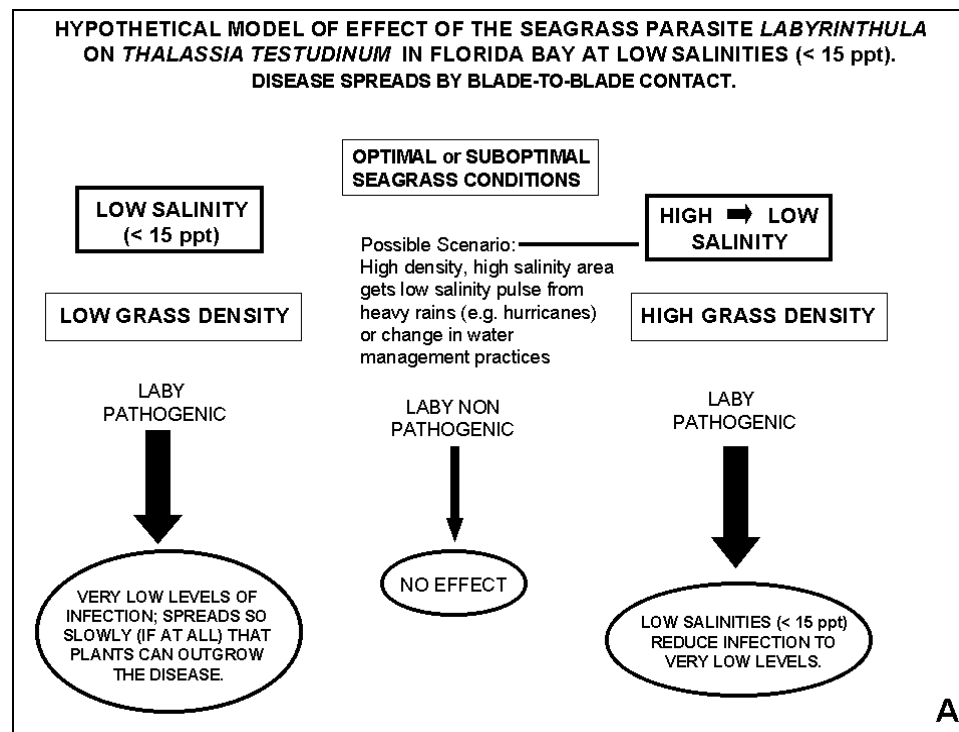 HYPOTHETICAL MODEL OF EFFECT OF THE SEAGRASS PARASITE LABYRINTHULA
ON THALASSIA TESTUDINUM IN FLORIDA BAY AT LOW SALINITIES (< 15 ppt).
DISEASE SPREADS BY BLADE-TO-BLADE CONTACT.
OPTIMAL or SUBOPTIMAL
SEAGRASS CONDITIONS
LOW SALINITY
(< 15 ppt)
HIGH ➡ LOW
SALINITY
Possible Scenario:
High density, high salinity area
gets low salinity pulse from
heavy rains (e.g. hurricanes)
or change in water
management practices
LOW GRASS DENSITY
HIGH GRASS DENSITY
LABY
PATHOGENIC
LABY NON
PATHOGENIC
LABY
PATHOGENIC
VERY LOW LEVELS OF
INFECTION; SPREADS SO
SLOWLY (IF AT ALL) THAT
PLANTS CAN OUTGROW
THE DISEASE.
NO EFFECT
LOW SALINITIES (< 15 ppt)
REDUCE INFECTION TO
VERY LOW LEVELS.
A